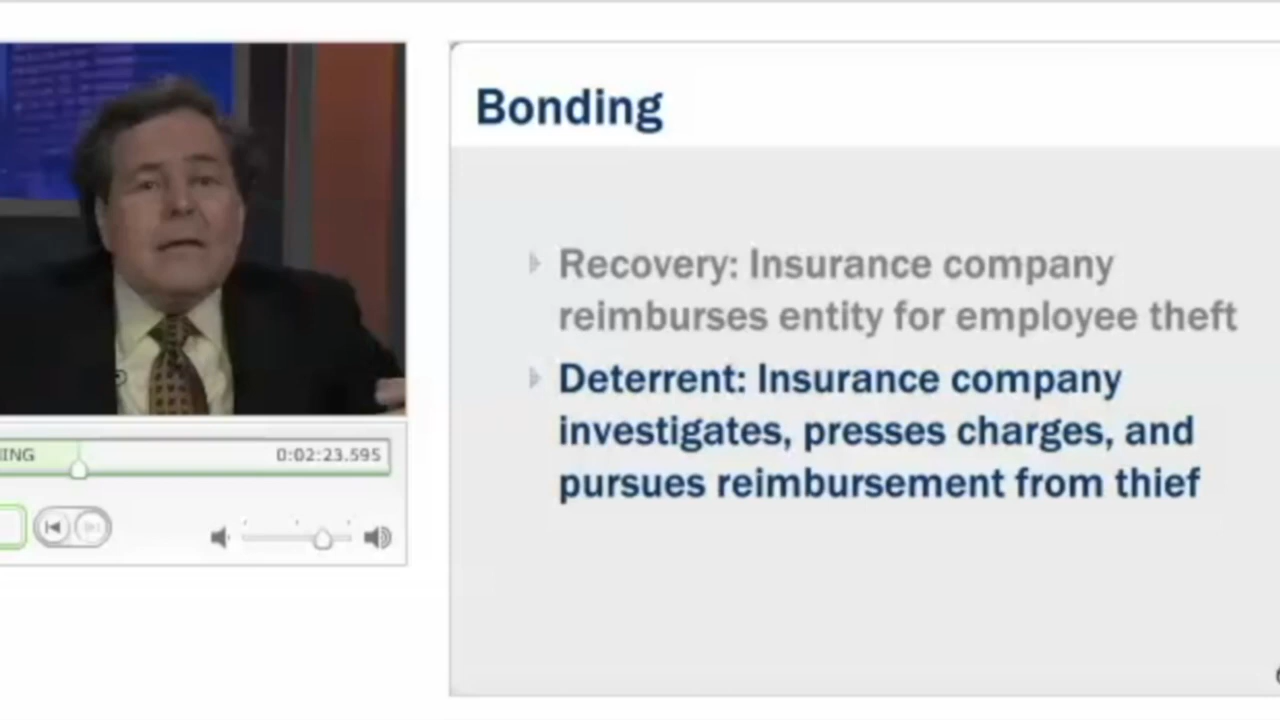 Bonding
Recovery: Insurance company
reimburses entity for employee theft
Deterrent: Insurance company
investigates, presses charges, and
pursues reimbursement from thief
ING
0:02:23.595